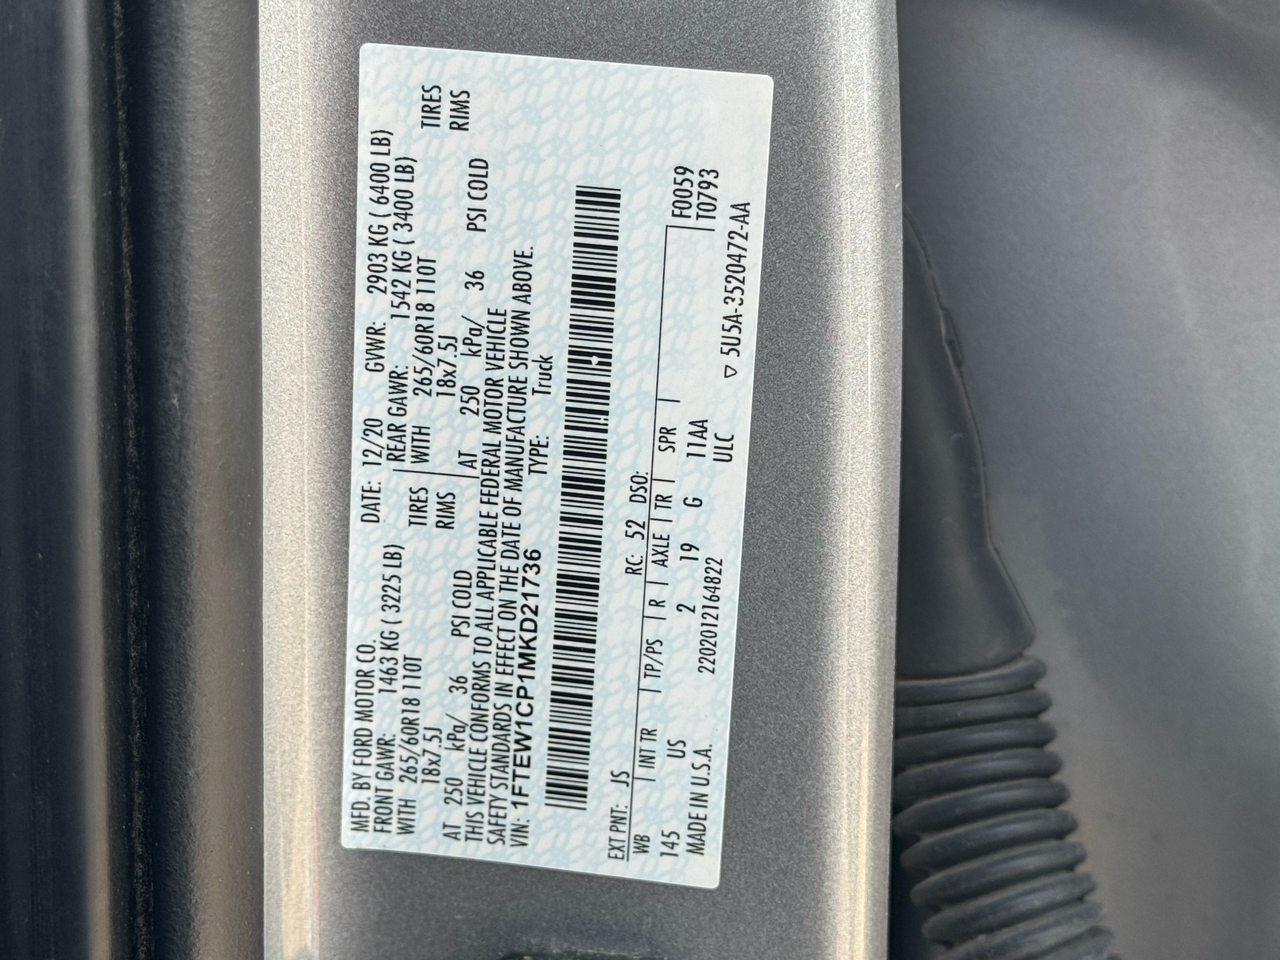 MFD. BY FORD MOTOR CO. DATE: 12/20 GVWR: 2903 KG ( 6400 LB)
FRONT GAWR: 1463 KG ( 3225 LB) REAR GAWR: 1542 KG ( 3400 LB)
WITH 265/60R18 110T TIRES WITH 265/60R18 110T TIRES
18x7.5J RIMS 18x7.5J RIMS
AT 250 kPa/ 36 PSI COLD AT 250 kPa/ 36 PSI COLD
THIS VEHICLE CONFORMS TO ALL APPLICABLE FEDERAL MOTOR VEHICLE
SAFETY STANDARDS IN EFFECT ON THE DATE OF MANUFACTURE SHOWN ABOVE.
VIN: 1FTEW1CP1MKD21736 TYPE: Truck
EXT PNT: JS RC: 52 DSO:
WB INT TR TP/PS R AXLE TR SPR F0059
145 US 2 19 G 11AA T0793
MADE IN U.S.A. 220201216482​2 ULC
▽ 5U5A-3520472-AA